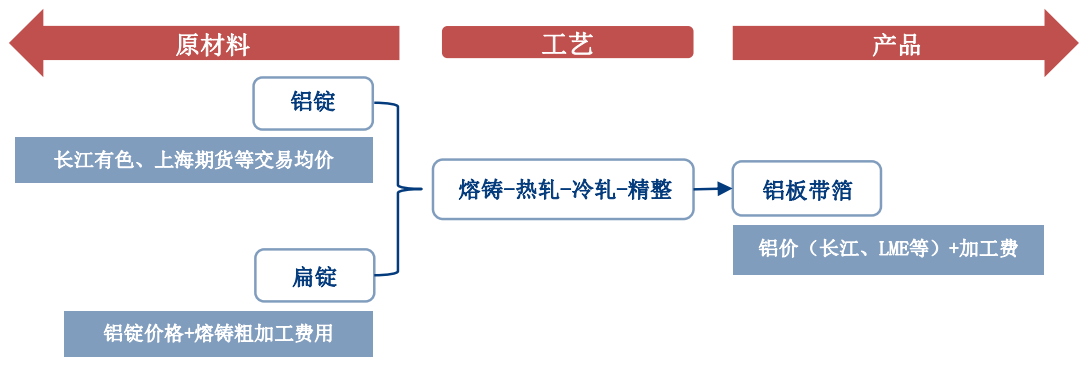 原材料
工艺
产品
铝锭
长江有色、上海期货等交易均价
熔铸-热轧-冷轧-精整
铝板带箔
铝价（长江、LME等）+加工费
扁锭
铝锭价格+熔铸粗加工费用